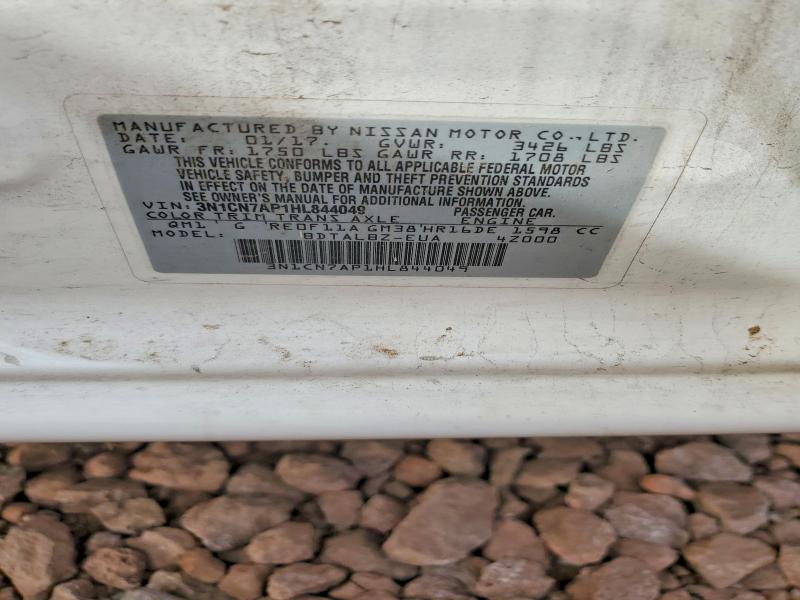 MANUFACTURED BY NISSAN MOTOR CO.,LTD.
DATE: 01/17. GVWR: 3426 LBS
GAWR FR: 1750 LBS GAWR RR: 1708 LBS
THIS VEHICLE CONFORMS TO ALL APPLICABLE FEDERAL MOTOR
VEHICLE SAFETY, BUMPER AND THEFT PREVENTION STANDARDS
IN EFFECT ON THE DATE OF MANUFACTURE SHOWN ABOVE.
SEE OWNER'S MANUAL FOR ADDITIONAL INFORMATION.
VIN: 3N1CN7AP1HL844049 PASSENGER CAR.
COLOR TRIM TRANS AXLE ENGINE
QM1 G RE0F11A GM38 HR16DE 1598 CC
MODEL: BDTALBZ-EUA 4Z000
3N1CN7AP1HL844049